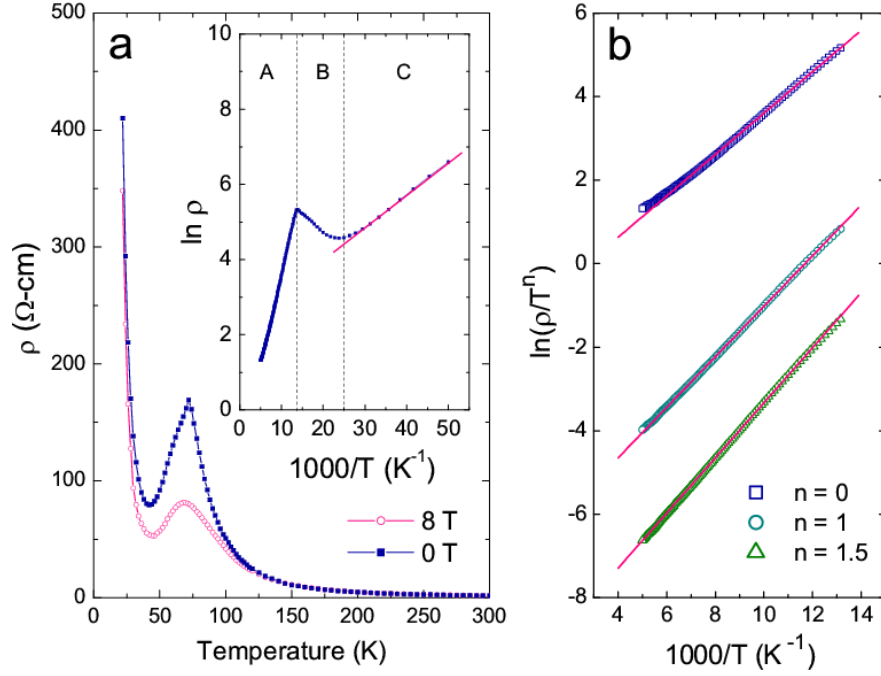 a
500
400
300
200
100
0
ρ (Ω-cm)
0 50 100 150 200 250 300
Temperature (K)
8 T
0 T
A B C
10
8
6
4
2
0
ln ρ
0 10 20 30 40 50
1000/T (K⁻¹)
b
6
4
2
0
-2
-4
-6
-8
ln(ρ/Tⁿ)
n = 0
n = 1
n = 1.5
4 6 8 10 12 14
1000/T (K⁻¹)